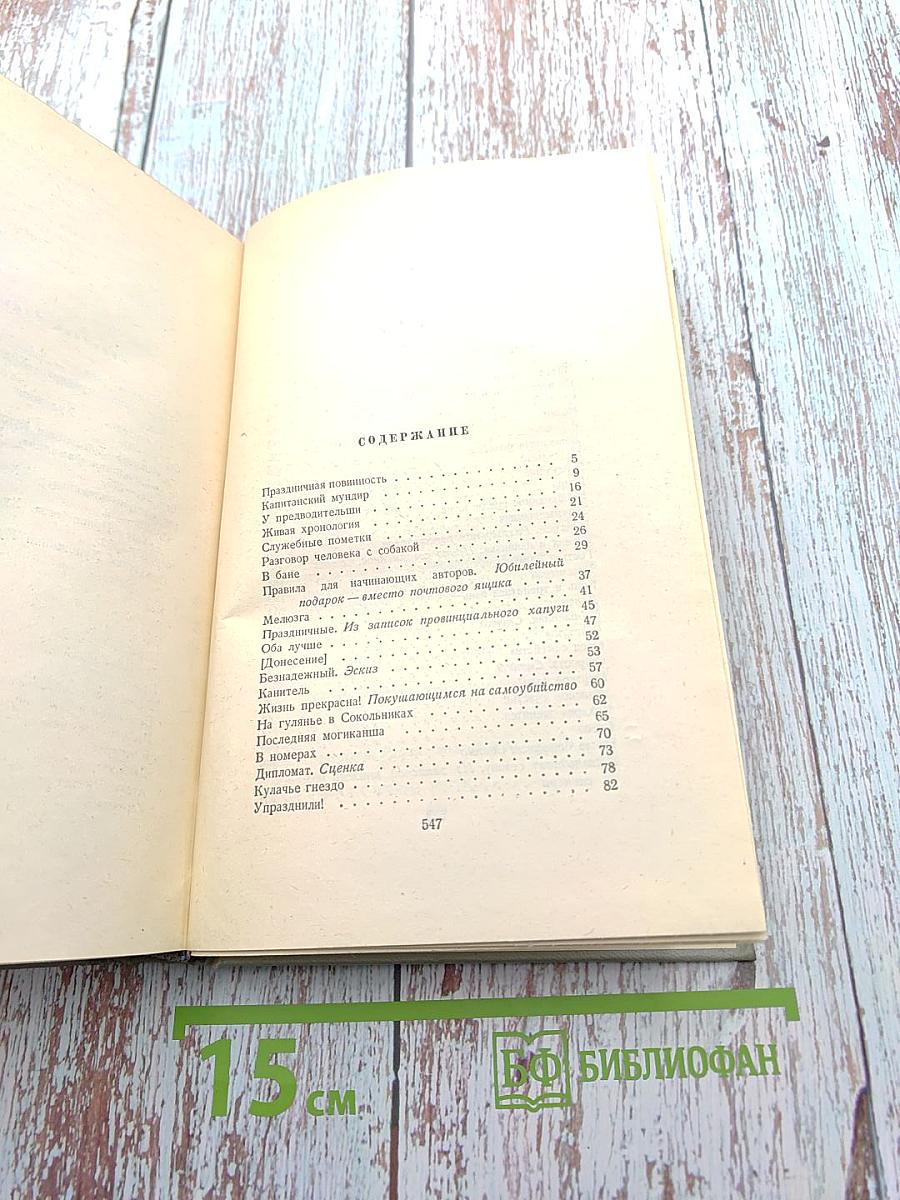 СОДЕРЖАНИЕ
Праздничная повинность . . . . . . . . . . . . 5
Капитанский мундир . . . . . . . . . . . . 9
У предводительши . . . . . . . . . . . . 16
Живая хронология . . . . . . . . . . . . 21
Служебные пометки . . . . . . . . . . . . 24
Разговор человека с собакой . . . . . . . . . . . . 26
В бане . . . . . . . . . . . . 29
Правила для начинающих авторов. Юбилейный
подарок — вместо почтового ящика . . . . 37
Мелюзга . . . . . . . . . . . . 41
Праздничные. Из записок провинциального хапуги 45
Оба лучше . . . . . . . . . . . . 47
[Донесение] . . . . . . . . . . . . 52
Безнадежный. Эскиз . . . . . . . . . . . . 53
Канитель . . . . . . . . . . . . 57
Жизнь прекрасна! Покушающимся на самоубийство 60
На гулянье в Сокольниках . . . . . . . . . . . . 62
Последняя могиканша . . . . . . . . . . . . 65
В номерах . . . . . . . . . . . . 70
Дипломат. Сценка . . . . . . . . . . . . 73
Кулачье гнездо . . . . . . . . . . . . 78
Упразднили! . . . . . . . . . . . . 82
547
15 см
БФ БИБЛИОФАН